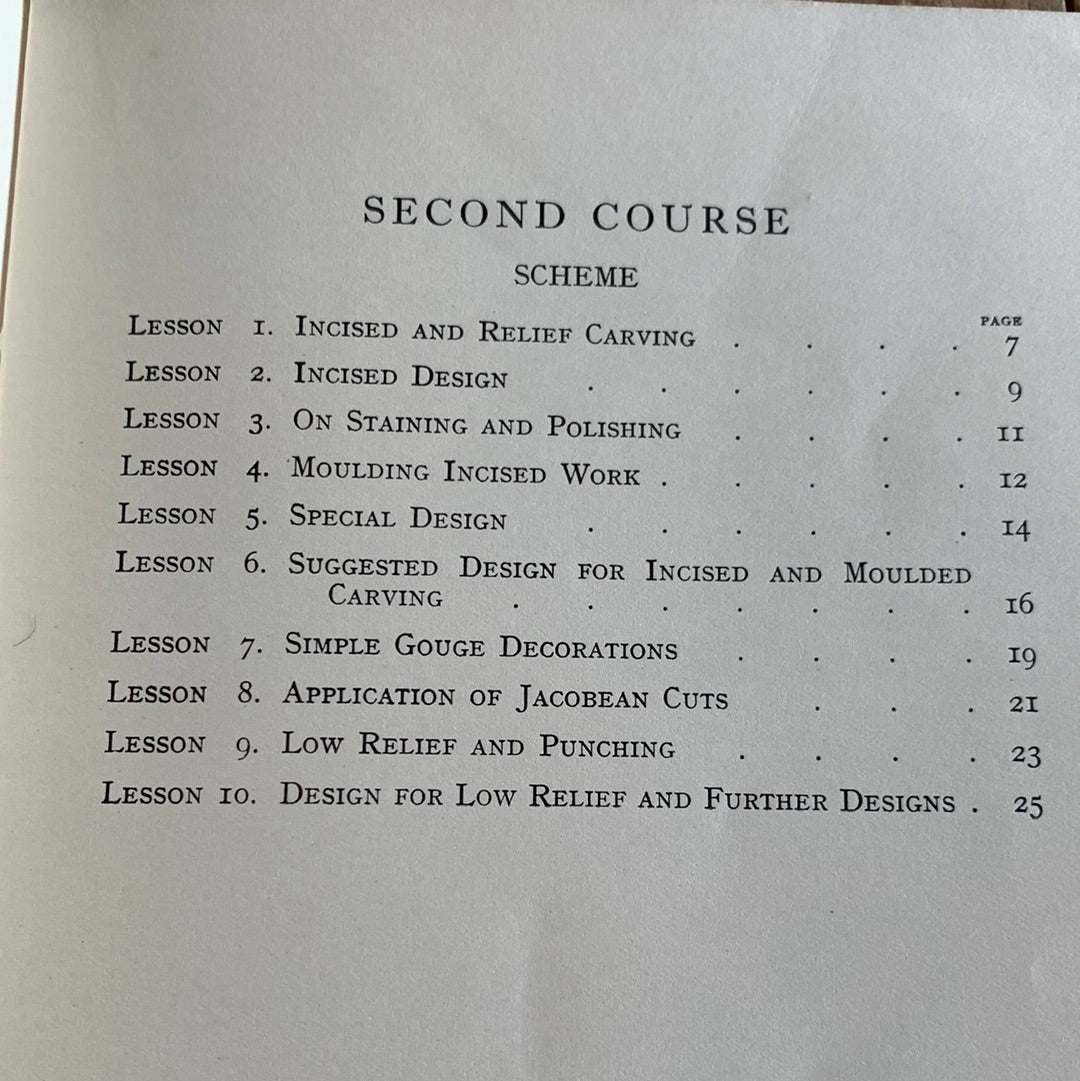 SECOND COURSE
SCHEME
PAGE
LESSON 1. INCISED AND RELIEF CARVING . . . . 7
LESSON 2. INCISED DESIGN . . . . . . 9
LESSON 3. ON STAINING AND POLISHING . . . . 11
LESSON 4. MOULDING INCISED WORK . . . . . 12
LESSON 5. SPECIAL DESIGN . . . . . . 14
LESSON 6. SUGGESTED DESIGN FOR INCISED AND MOULDED
CARVING . . . . . . . 16
LESSON 7. SIMPLE GOUGE DECORATIONS . . . . 19
LESSON 8. APPLICATION OF JACOBEAN CUTS . . . 21
LESSON 9. LOW RELIEF AND PUNCHING . . . . 23
LESSON 10. DESIGN FOR LOW RELIEF AND FURTHER DESIGNS . 25